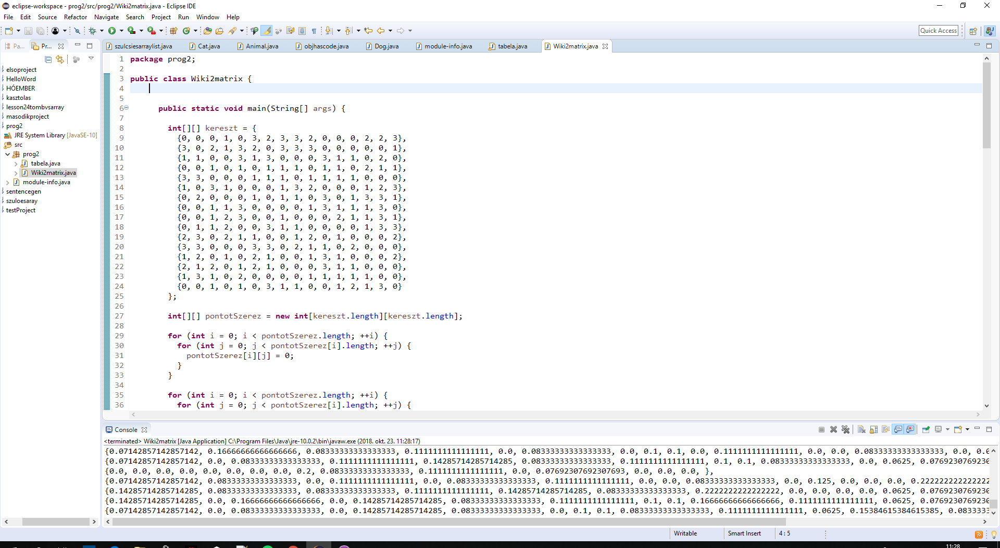 eclipse-workspace - prog2/src/prog2/Wiki2matrix.java - Eclipse IDE
File Edit Source Refactor Navigate Search Project Run Window Help
Quick Access
Pa... Pr...
szulcsiesarraylist.java Cat.java Animal.java objhascode.java Dog.java module-info.java tabela.java Wiki2matrix.java
elsoproject
HelloWord
HÓEMBER
kasztolas
lesson24tombvsarray
masodikproject
prog2
JRE System Library [JavaSE-10]
src
prog2
tabela.java
Wiki2matrix.java
module-info.java
sentencegen
szuloesaray
testProject
1 package prog2;
2
3 public class Wiki2matrix {
4
5
6 public static void main(String[] args) {
7
8 int[][] kereszt = {
9 {0, 0, 0, 1, 0, 3, 2, 3, 3, 2, 0, 0, 0, 2, 2, 3},
10 {3, 0, 2, 1, 3, 2, 0, 3, 3, 3, 0, 0, 0, 0, 0, 1},
11 {1, 1, 0, 0, 3, 1, 3, 0, 0, 0, 3, 1, 1, 0, 2, 0},
12 {0, 0, 1, 0, 1, 0, 1, 1, 1, 0, 1, 1, 0, 2, 1, 1},
13 {3, 3, 0, 0, 0, 1, 1, 1, 0, 1, 1, 1, 1, 0, 0, 0},
14 {1, 0, 3, 1, 0, 0, 0, 1, 3, 2, 0, 0, 0, 1, 2, 3},
15 {0, 2, 0, 0, 0, 1, 0, 1, 1, 0, 3, 0, 1, 3, 3, 1},
16 {0, 0, 1, 1, 3, 0, 0, 0, 0, 1, 3, 1, 1, 1, 3, 0},
17 {0, 0, 1, 2, 3, 0, 0, 1, 0, 0, 0, 2, 1, 1, 3, 1},
18 {0, 1, 1, 2, 0, 0, 3, 1, 1, 0, 0, 0, 0, 1, 3, 3},
19 {2, 3, 0, 2, 1, 1, 0, 0, 1, 2, 0, 1, 0, 0, 0, 2},
20 {3, 3, 0, 0, 0, 3, 3, 0, 2, 1, 1, 0, 2, 0, 0, 0},
21 {1, 2, 0, 1, 0, 2, 1, 0, 0, 1, 3, 1, 0, 0, 0, 2},
22 {2, 1, 2, 0, 1, 2, 1, 0, 0, 0, 3, 1, 1, 0, 0, 0},
23 {1, 3, 1, 0, 2, 0, 0, 0, 0, 1, 1, 1, 1, 1, 0, 0},
24 {0, 0, 1, 0, 1, 0, 3, 1, 1, 0, 0, 1, 2, 1, 3, 0}
25 };
26
27 int[][] pontotSzerez = new int[kereszt.length][kereszt.length];
28
29 for (int i = 0; i < pontotSzerez.length; ++i) {
30 for (int j = 0; j < pontotSzerez[i].length; ++j) {
31 pontotSzerez[i][j] = 0;
32 }
33 }
34
35 for (int i = 0; i < pontotSzerez.length; ++i) {
36 for (int j = 0; j < pontotSzerez[i].length; ++j) {
Console
<terminated> Wiki2matrix [Java Application] C:\Program Files\Java\jre-10.0.2\bin\javaw.exe (2018. okt. 23. 11:28:17)
{0.07142857142857142, 0.16666666666666666, 0.08333333333333333, 0.1111111111111111, 0.0, 0.08333333333333333, 0.0, 0.1, 0.1, 0.0, 0.1111111111111111, 0.0, 0.0, 0.08333333333333333, 0.0,
{0.07142857142857142, 0.0, 0.08333333333333333, 0.1111111111111111, 0.14285714285714285, 0.08333333333333333, 0.1111111111111111, 0.1, 0.1, 0.08333333333333333, 0.0, 0.0625, 0.0769230769230
{0.0, 0.0, 0.0, 0.0, 0.0, 0.0, 0.0, 0.2, 0.08333333333333333, 0.1111111111111111, 0.0, 0.07692307692307693, 0.0, 0.0, 0.0, },
{0.07142857142857142, 0.08333333333333333, 0.0, 0.1111111111111111, 0.0, 0.08333333333333333, 0.1111111111111111, 0.0, 0.0, 0.08333333333333333, 0.0, 0.125, 0.0, 0.0, 0.0, 0.222222222222222
{0.14285714285714285, 0.08333333333333333, 0.08333333333333333, 0.1111111111111111, 0.14285714285714285, 0.08333333333333333, 0.2222222222222222, 0.0, 0.0, 0.0, 0.0, 0.0625, 0.0769230769230
{0.14285714285714285, 0.0, 0.16666666666666666, 0.0, 0.14285714285714285, 0.08333333333333333, 0.1111111111111111, 0.1, 0.1, 0.16666666666666666, 0.1111111111111111, 0.0625, 0.0769230769230
{0.07142857142857142, 0.0, 0.08333333333333333, 0.0, 0.14285714285714285, 0.08333333333333333, 0.0, 0.1, 0.1, 0.08333333333333333, 0.1111111111111111, 0.0625, 0.15384615384615385, 0.0833333
Writable Smart Insert 4 : 5
11:28